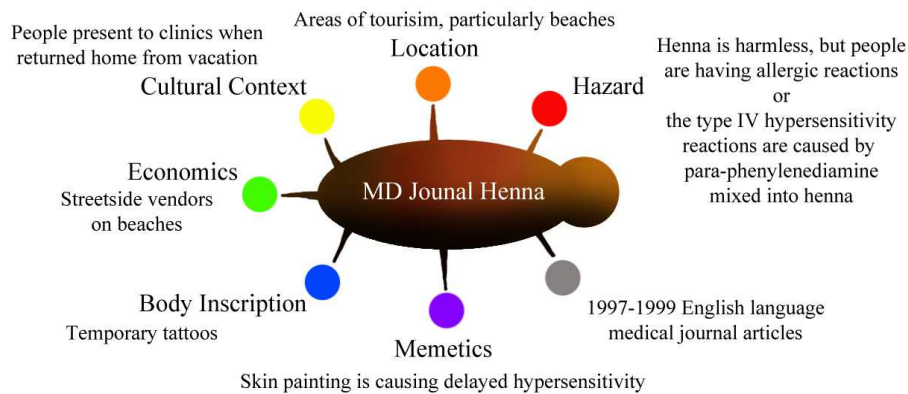 Areas of tourisim, particularly beaches
Location
People present to clinics when
returned home from vacation
Cultural Context
Hazard
Henna is harmless, but people
are having allergic reactions
or
the type IV hypersensitivity
reactions are caused by
para-phenylenediamine
mixed into henna
Economics
Streetside vendors
on beaches
MD Jounal Henna
Body Inscription
Temporary tattoos
Memetics
Skin painting is causing delayed hypersensitivity
1997-1999 English language
medical journal articles